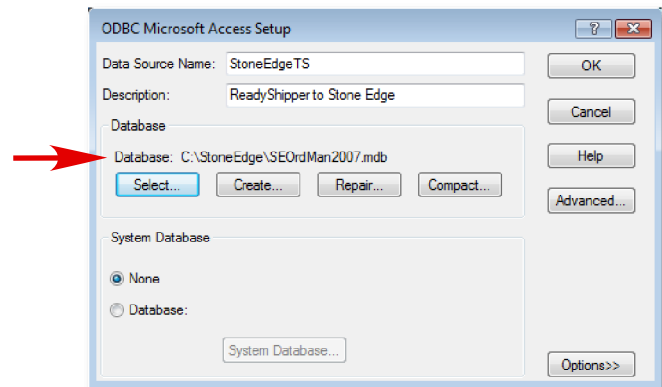 ODBC Microsoft Access Setup
Data Source Name: StoneEdgeTS
OK
Description: ReadyShipper to Stone Edge
Cancel
Database
Database: C:\StoneEdge\SEOrdMan2007.mdb
Help
Select... Create... Repair... Compact...
Advanced...
System Database
None
Database:
System Database...
Options>>